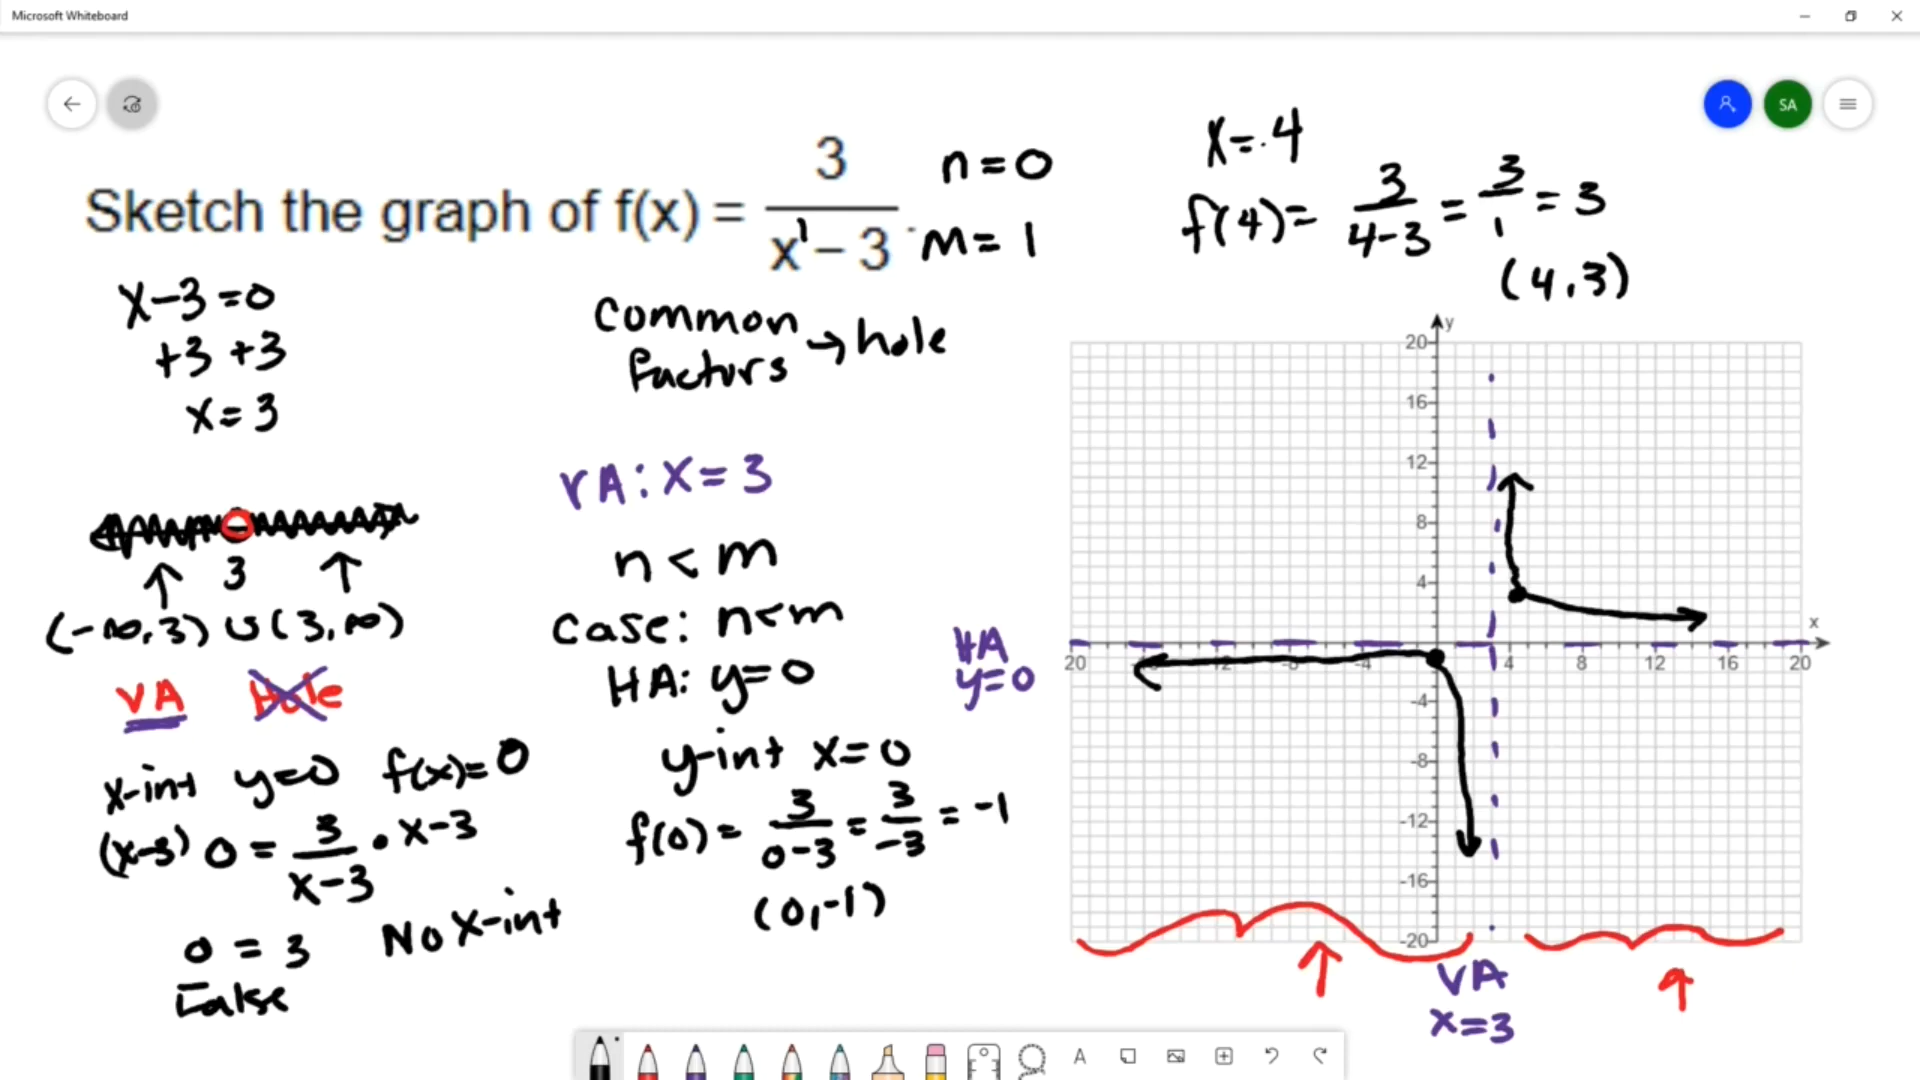 Microsoft Whiteboard
SA
Sketch the graph of f(x) = 3 / (x¹ − 3) .
n = 0
m = 1
x − 3 = 0
+3 +3
x = 3
3
(-∞, 3) ∪ (3, ∞)
VA Hole
x-int y=0 f(x)=0
(x-3) 0 = 3/(x-3) • x-3
0 = 3 No x-int
False
common
factors → hole
VA: x = 3
n < m
case: n<m
HA: y = 0
y-int x = 0
f(0) = 3/(0-3) = 3/-3 = -1
(0,-1)
x = 4
f(4) = 3/(4-3) = 3/1 = 3
(4,3)
y
20
16
12
8
4
x
HA
y=0
20 -4 4 8 12 16 20
-4
-8
-12
-16
-20
VA
x=3
A